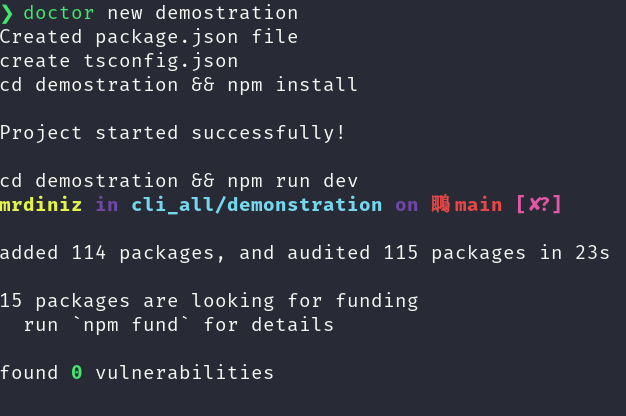 ❯ doctor new demostration
Created package.json file
create tsconfig.json
cd demostration && npm install
Project started successfully!
cd demostration && npm run dev
mrdiniz in cli_all/demonstration on main [✘?]
added 114 packages, and audited 115 packages in 23s
15 packages are looking for funding
run `npm fund` for details
found 0 vulnerabilities